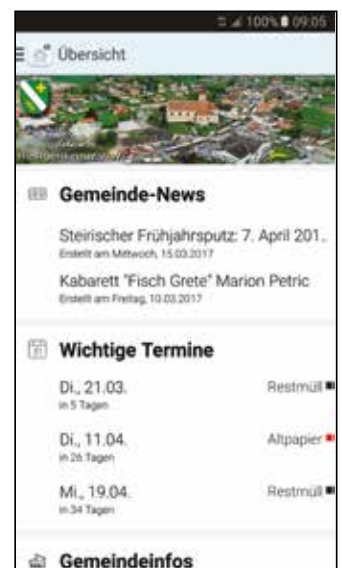 100% 09:05
Übersicht
Gemeinde-News
Steirischer Frühjahrsputz: 7. April 201..
Erstellt am Mittwoch, 15.03.2017
Kabarett "Fisch Grete" Marion Petric
Erstellt am Freitag, 10.03.2017
Wichtige Termine
Di., 21.03. Restmüll
in 5 Tagen
Di., 11.04. Altpapier
in 26 Tagen
Mi., 19.04. Restmüll
in 34 Tagen
Gemeindeinfos